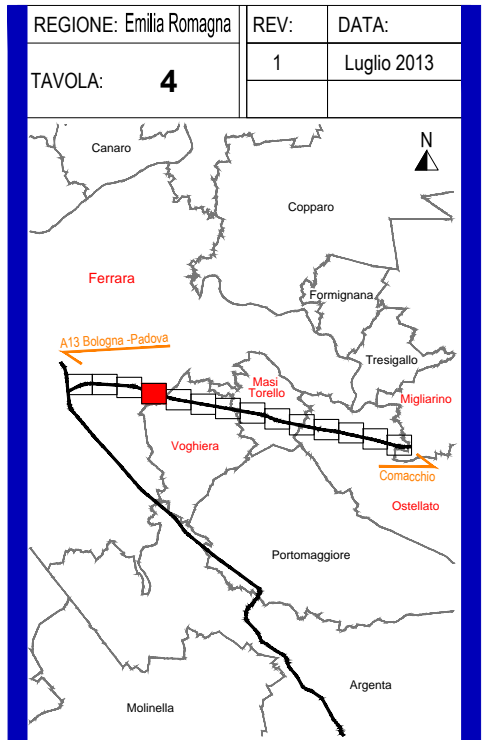 REGIONE: Emilia Romagna
REV:
DATA:
TAVOLA: 4
1
Luglio 2013
Canaro
N
Copparo
Ferrara
Formignana
A13 Bologna -Padova
Tresigallo
Masi
Torello
Migliarino
Voghiera
Comacchio
Ostellato
Portomaggiore
Argenta
Molinella